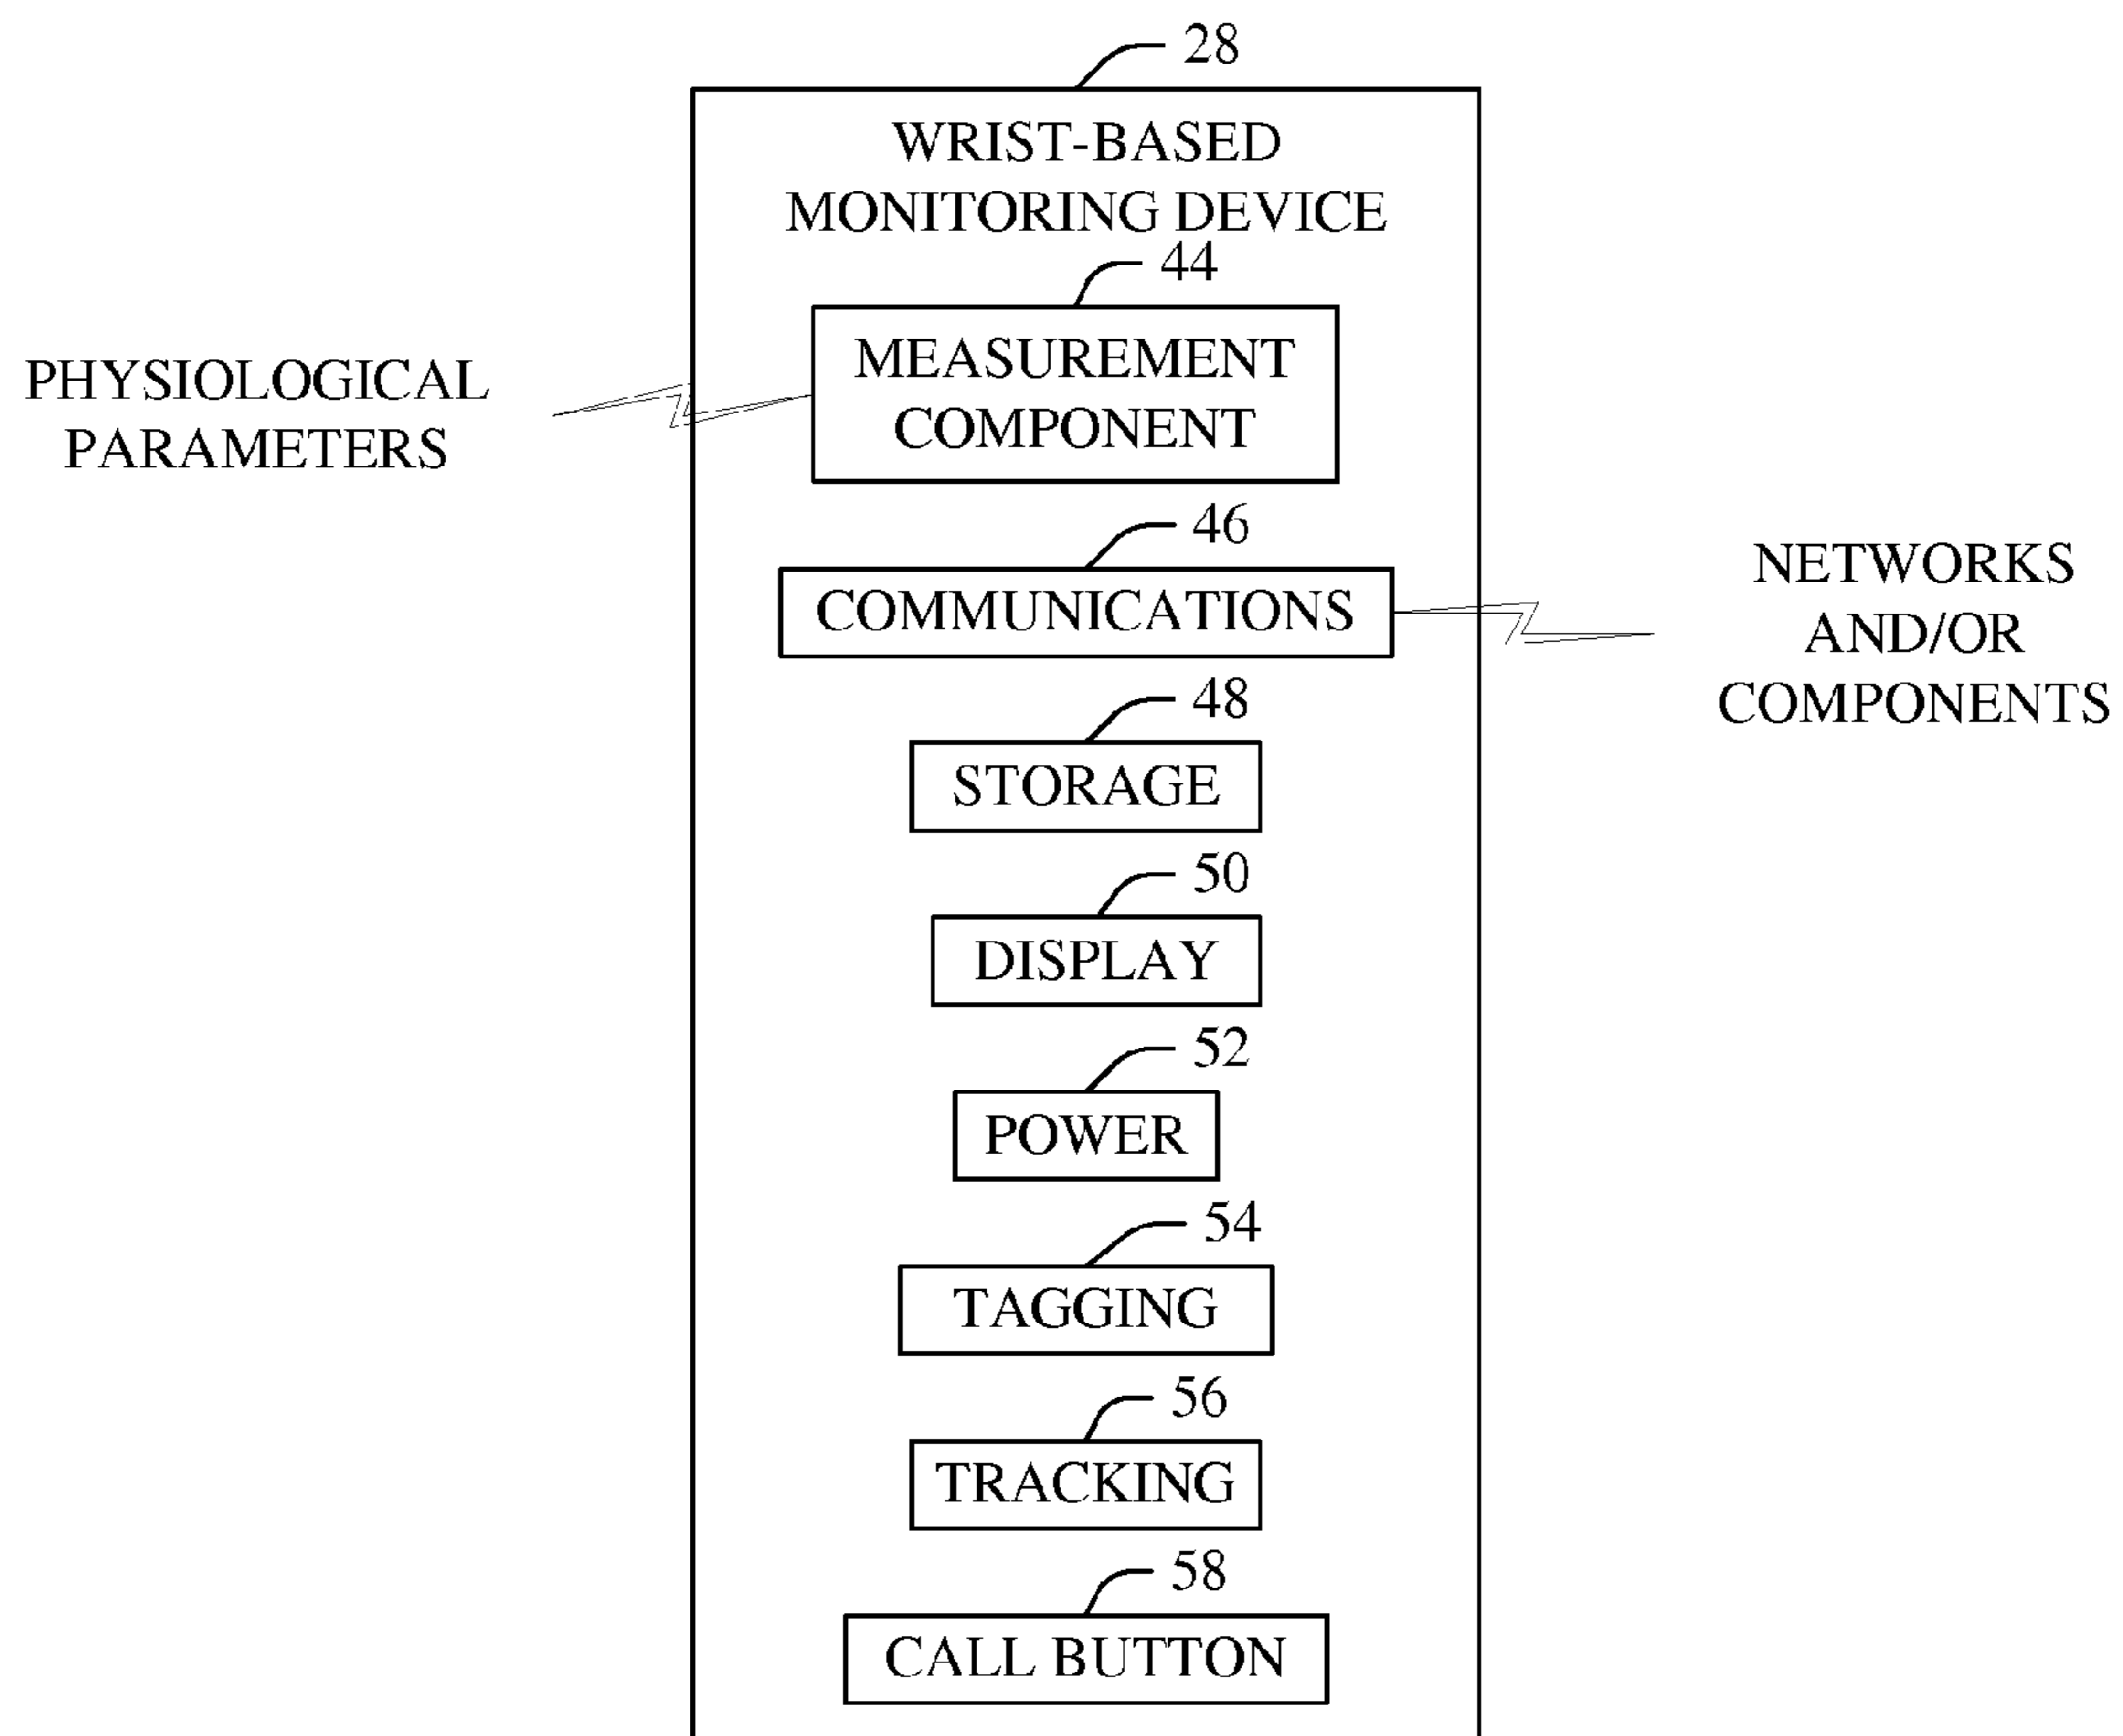 28
WRIST-BASED
MONITORING DEVICE
44
MEASUREMENT
COMPONENT
PHYSIOLOGICAL
PARAMETERS
46
COMMUNICATIONS
NETWORKS
AND/OR
COMPONENTS
48
STORAGE
50
DISPLAY
52
POWER
54
TAGGING
56
TRACKING
58
CALL BUTTON